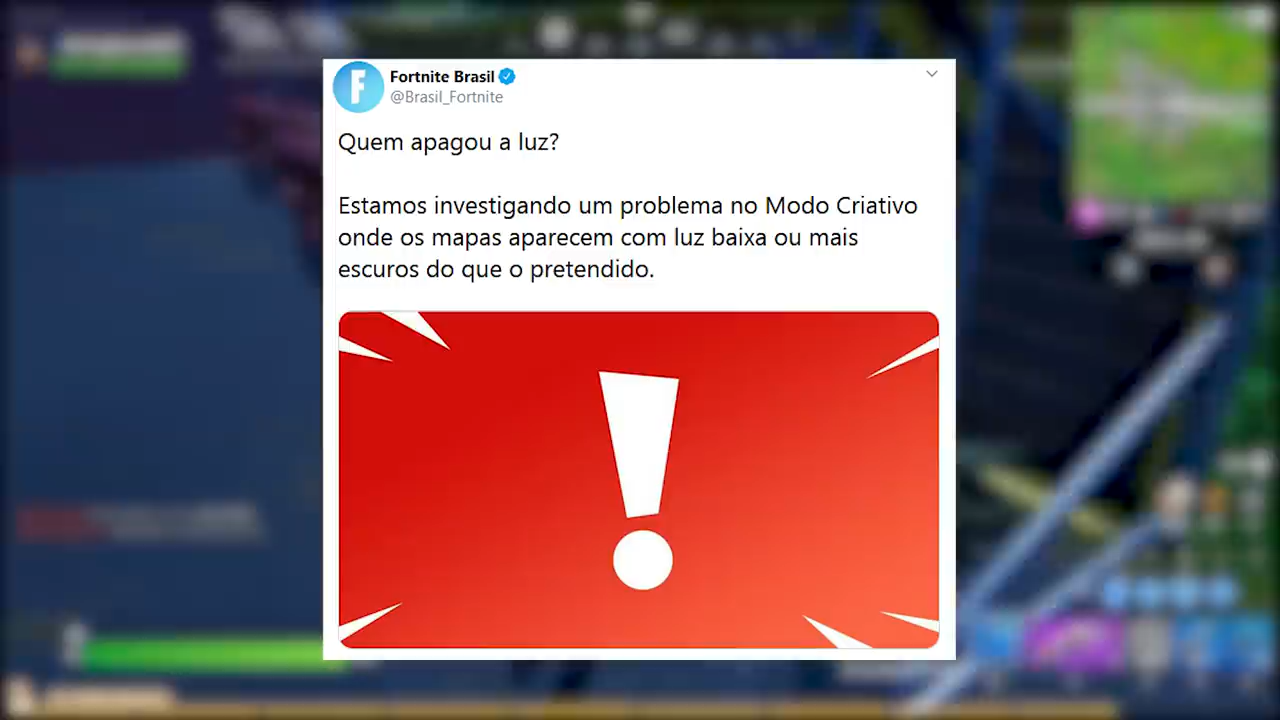 Fortnite Brasil
@Brasil_Fortnite
Quem apagou a luz?
Estamos investigando um problema no Modo Criativo
onde os mapas aparecem com luz baixa ou mais
escuros do que o pretendido.